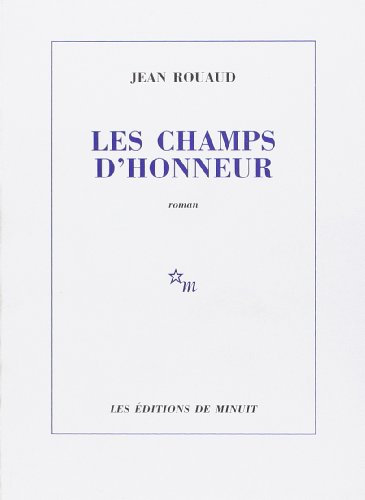 JEAN ROUAUD
LES CHAMPS
D'HONNEUR
roman
m
LES ÉDITIONS DE MINUIT